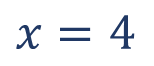 x = 4